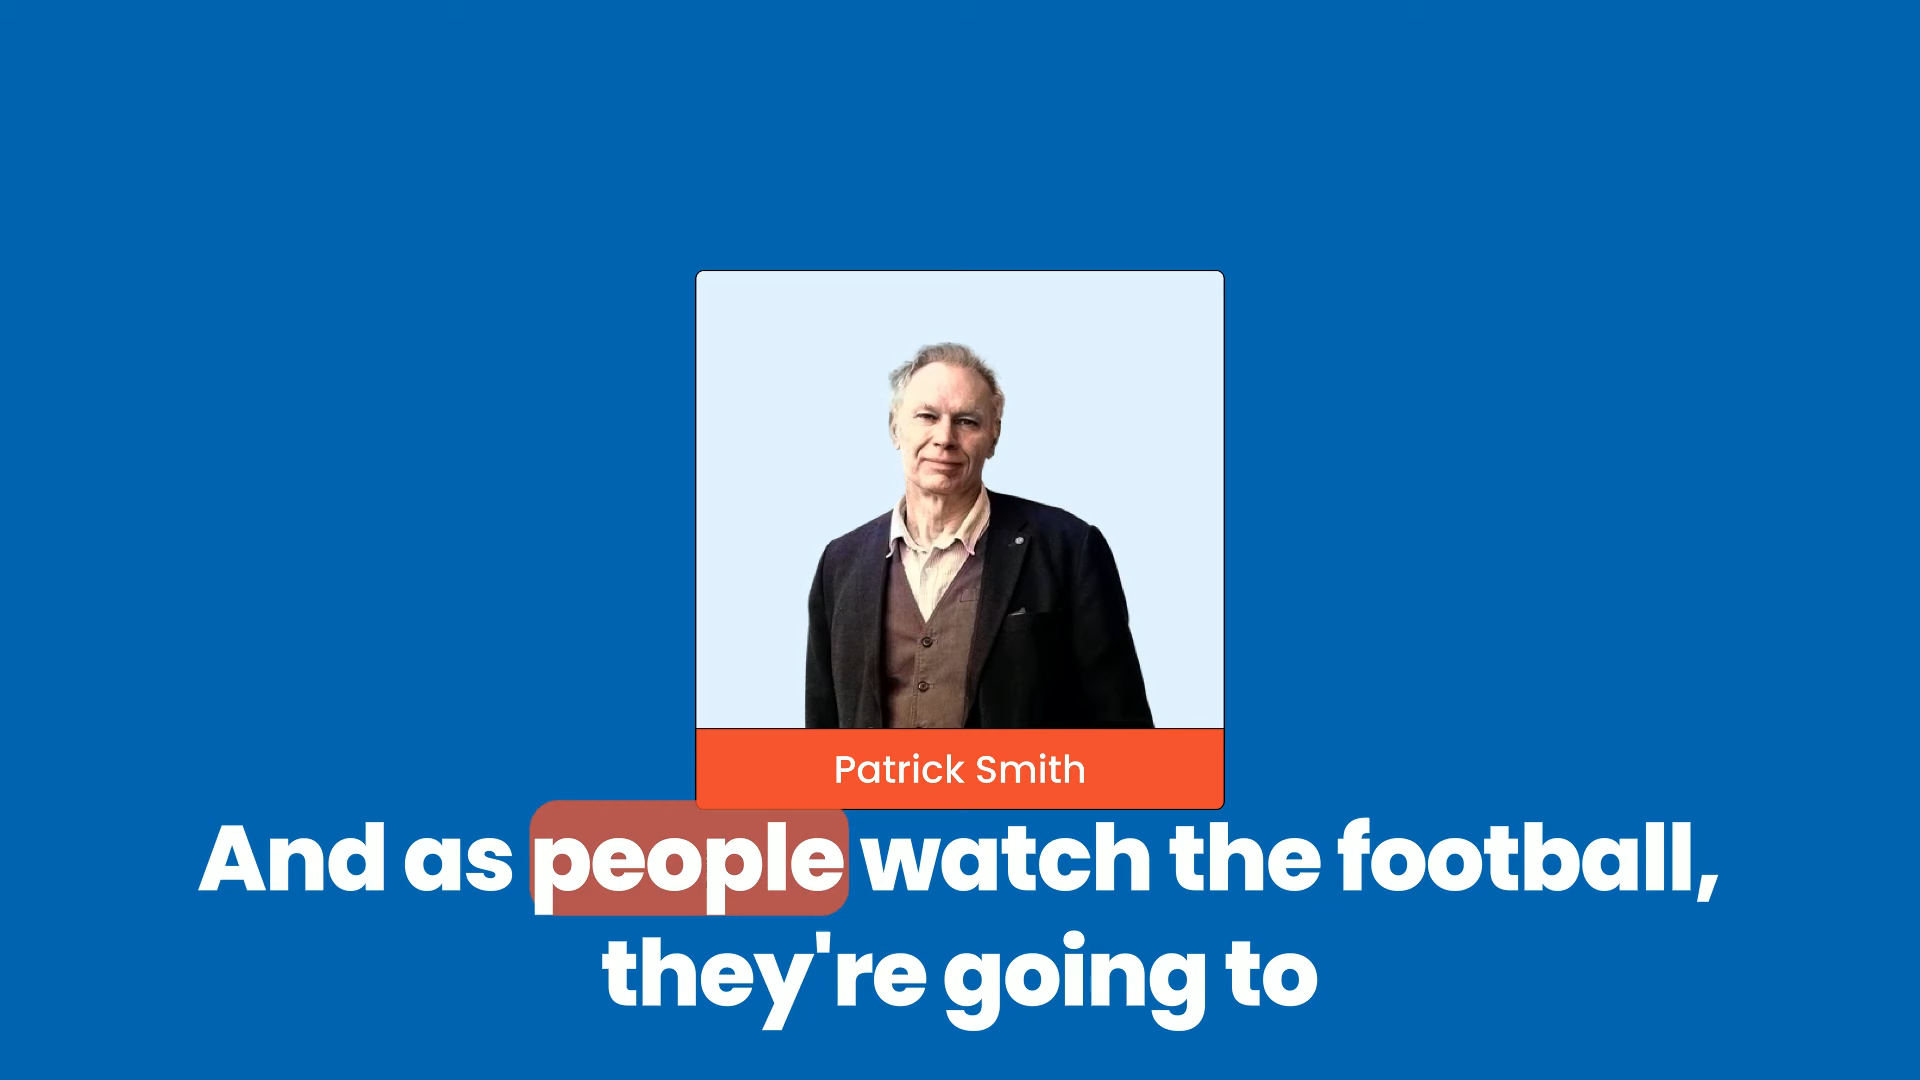 Patrick Smith
And as people watch the football,
they're going to